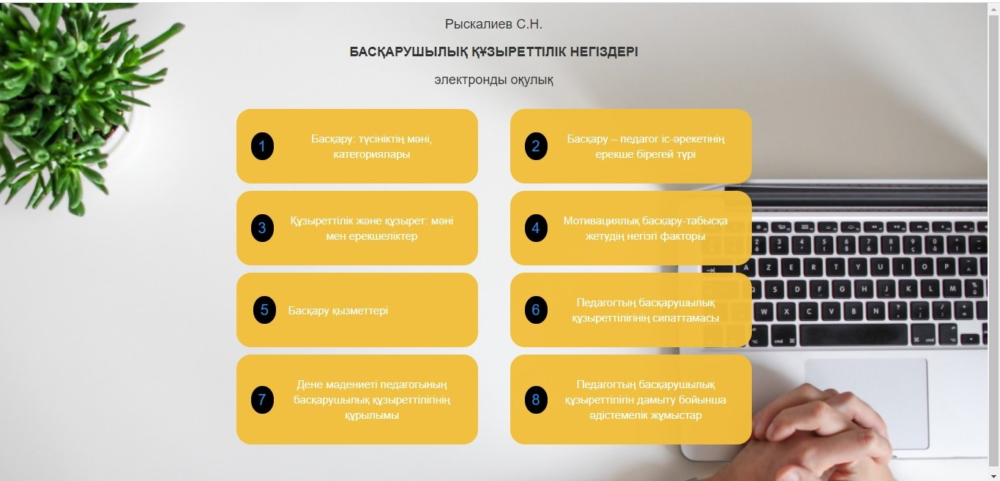 Рыскалиев С.Н.
БАСҚАРУШЫЛЫҚ ҚҰЗЫРЕТТІЛІК НЕГІЗДЕРІ
электронды оқулық
1
Басқару: түсініктің мәні,
категориялары
2
Басқару – педагог іс-әрекетінің
ерекше бірегей түрі
3
Құзыреттілік және құзырет: мәні
мен ерекшеліктер
4
Мотивациялық басқару-табысқа
жетудің негізгі факторы
5
Басқару қызметтері
6
Педагогтың басқарушылық
құзыреттілігінің сипаттамасы
7
Дене мәдениеті педагогының
басқарушылық құзыреттілігінің
құрылымы
8
Педагогтың басқарушылық
құзыреттілігін дамыту бойынша
әдістемелік жұмыстар